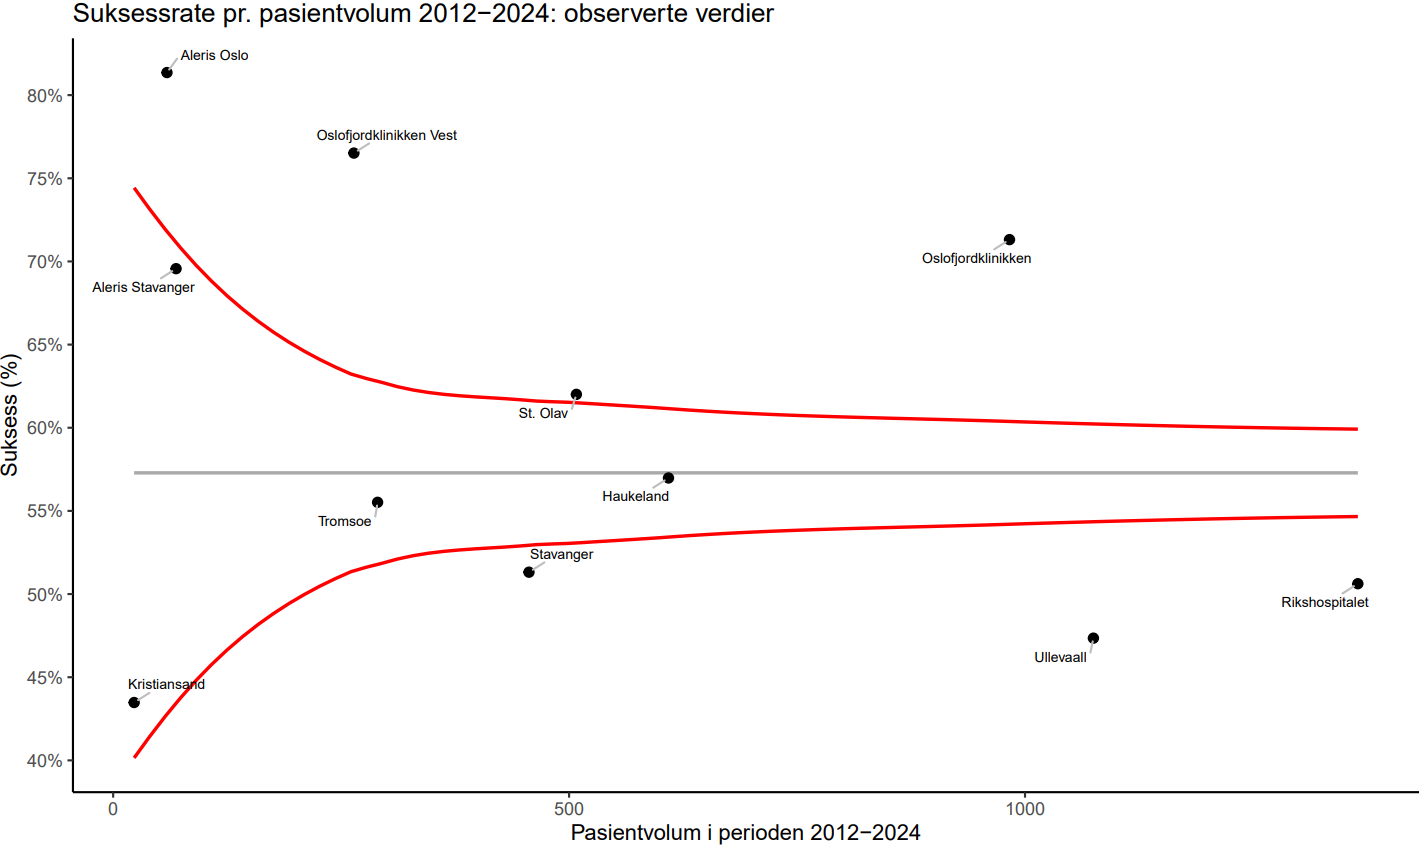 Suksessrate pr. pasientvolum 2012−2024: observerte verdier
Aleris Oslo
80%
Oslofjordklinikken Vest
75%
70%
Oslofjordklinikken
Aleris Stavanger
65%
Suksess (%)
60%
St. Olav
Haukeland
55%
Tromsoe
Stavanger
50%
Rikshospitalet
Ullevaall
45%
Kristiansand
40%
0
500
1000
Pasientvolum i perioden 2012−2024